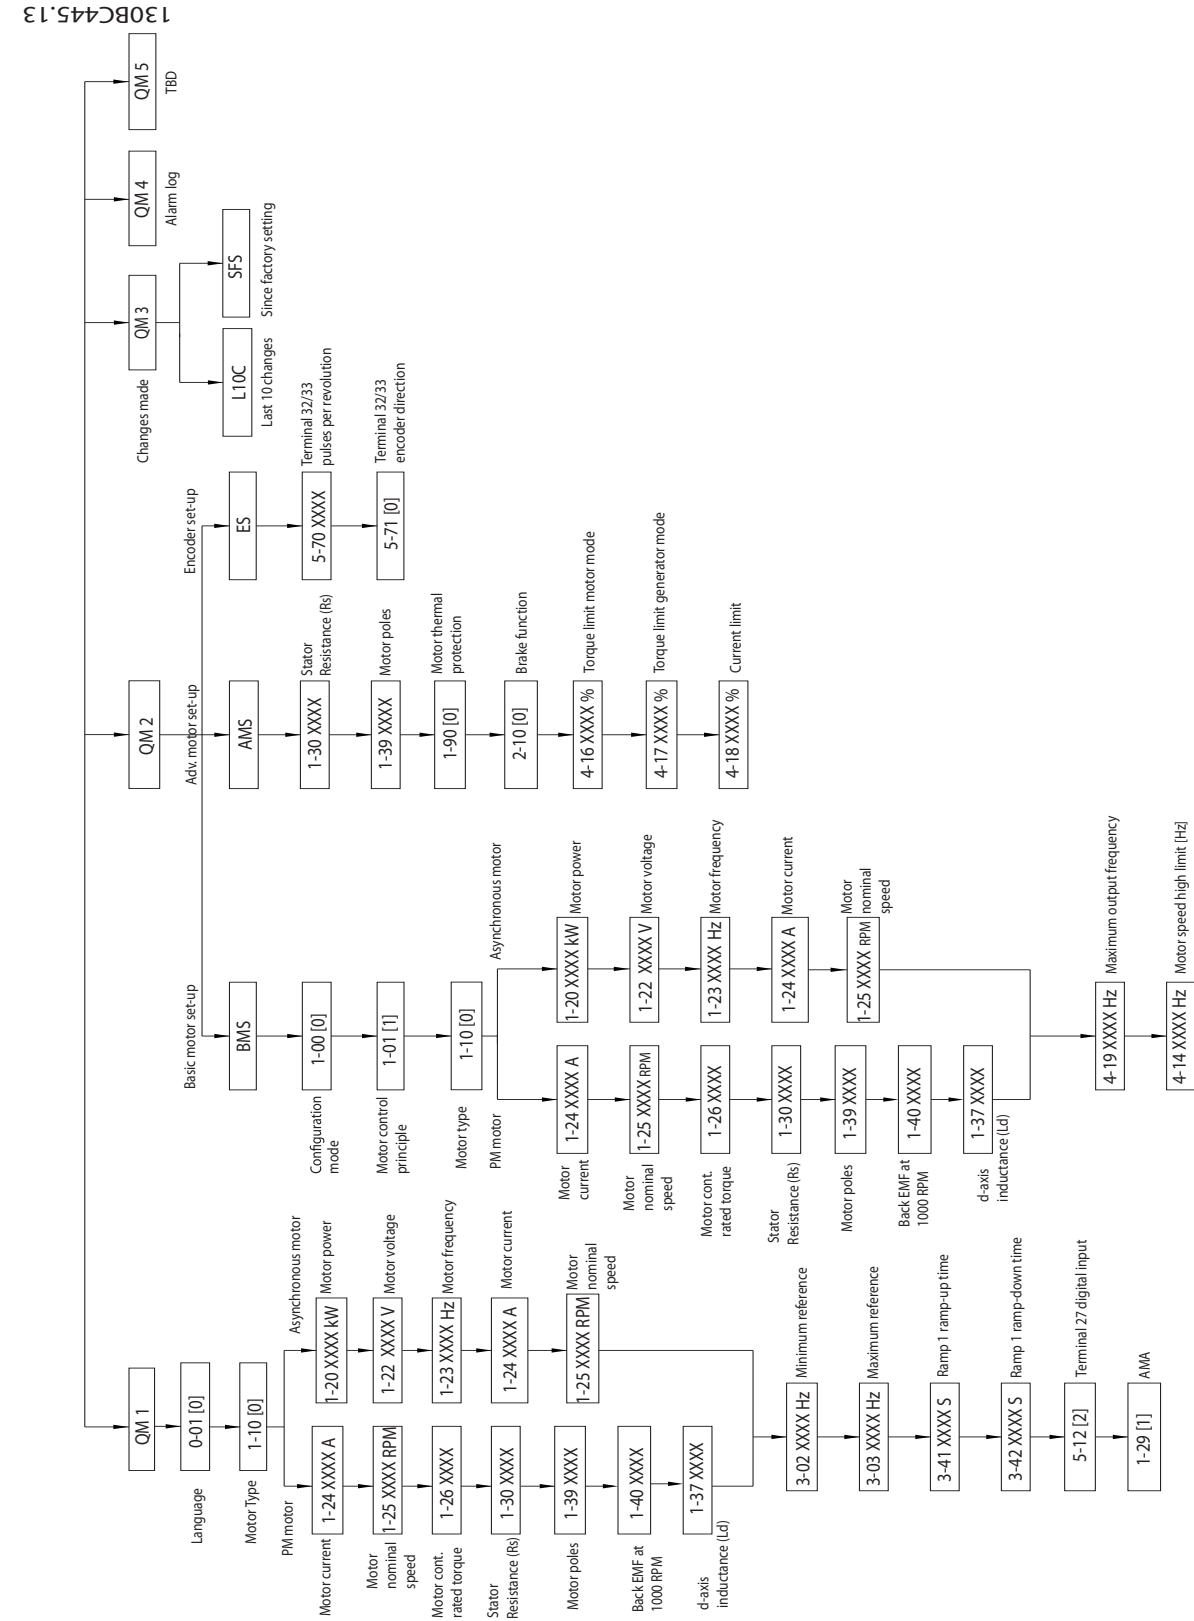 130BC445.13
QM 1
0-01 [0]
Language
1-10 [0]
Motor Type
PM motor
1-24 XXXX A
Motor current
1-25 XXXX RPM
Motor
nominal
speed
1-26 XXXX
Motor cont.
rated torque
1-30 XXXX
Stator
Resistance (Rs)
1-39 XXXX
Motor poles
1-40 XXXX
Back EMF at
1000 RPM
1-37 XXXX
d-axis
inductance (Ld)
Asynchronous motor
1-20 XXXX kW
Motor power
1-22 XXXX V
Motor voltage
1-23 XXXX Hz
Motor frequency
1-24 XXXX A
Motor current
1-25 XXXX RPM
Motor
nominal
speed
3-02 XXXX Hz
Minimum reference
3-03 XXXX Hz
Maximum reference
3-41 XXXX S
Ramp 1 ramp-up time
3-42 XXXX S
Ramp 1 ramp-down time
5-12 [2]
Terminal 27 digital input
1-29 [1]
AMA
QM 2
Basic motor set-up
BMS
1-00 [0]
Configuration
mode
1-01 [1]
Motor control
principle
1-10 [0]
Motor type
PM motor
1-24 XXXX A
Motor
current
1-25 XXXX RPM
Motor
nominal
speed
1-26 XXXX
Motor cont.
rated torque
1-30 XXXX
Stator
Resistance (Rs)
1-39 XXXX
Motor poles
1-40 XXXX
Back EMF at
1000 RPM
1-37 XXXX
d-axis
inductance (Ld)
Asynchronous motor
1-20 XXXX kW
Motor power
1-22 XXXX V
Motor voltage
1-23 XXXX Hz
Motor frequency
1-24 XXXX A
Motor current
1-25 XXXX RPM
Motor
nominal
speed
4-19 XXXX Hz
Maximum output frequency
4-14 XXXX Hz
Motor speed high limit [Hz]
Adv. motor set-up
AMS
1-30 XXXX
Stator
Resistance (Rs)
1-39 XXXX
Motor poles
1-90 [0]
Motor thermal
protection
2-10 [0]
Brake function
4-16 XXXX %
Torque limit motor mode
4-17 XXXX %
Torque limit generator mode
4-18 XXXX %
Current limit
Encoder set-up
ES
5-70 XXXX
Terminal 32/33
pulses per revolution
5-71 [0]
Terminal 32/33
encoder direction
QM 3
Changes made
L10C
Last 10 changes
SFS
Since factory setting
QM 4
Alarm log
QM 5
TBD